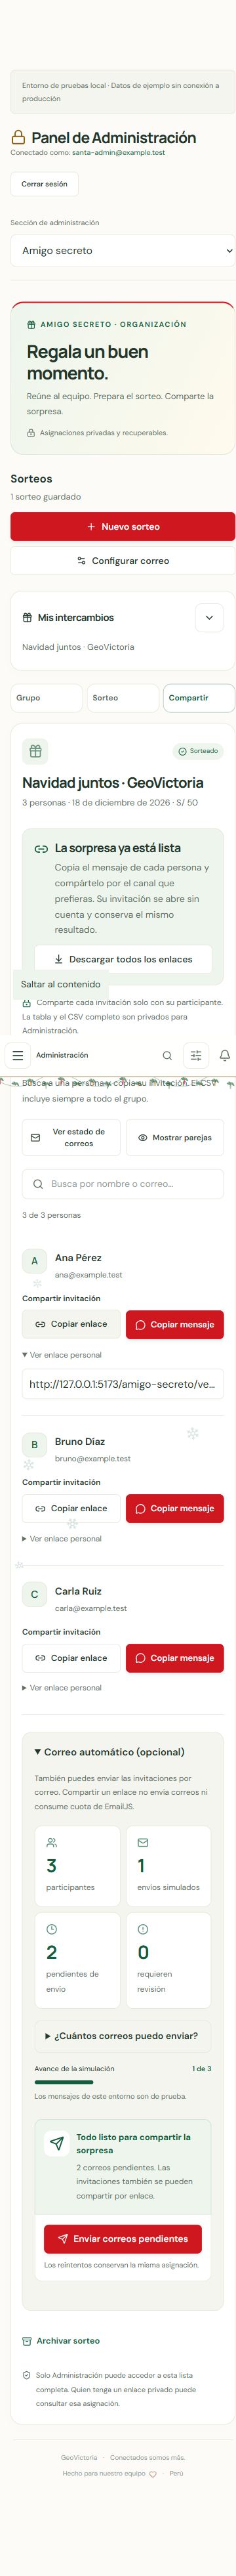 Entorno de pruebas local · Datos de ejemplo sin conexión a
producción
Panel de Administración
Conectado como: santa-admin@example.test
Cerrar sesión
Sección de administración
Amigo secreto
AMIGO SECRETO · ORGANIZACIÓN
Regala un buen
momento.
Reúne al equipo. Prepara el sorteo. Comparte la
sorpresa.
Asignaciones privadas y recuperables.
Sorteos
1 sorteo guardado
Nuevo sorteo
Configurar correo
Mis intercambios
Navidad juntos · GeoVictoria
Grupo
Sorteo
Compartir
Sorteado
Navidad juntos · GeoVictoria
3 personas · 18 de diciembre de 2026 · S/ 50
La sorpresa ya está lista
Copia el mensaje de cada persona y
compártelo por el canal que
prefieras. Su invitación se abre sin
cuenta y conserva el mismo
resultado.
Descargar todos los enlaces
Saltar al contenido
Comparte cada invitación solo con su participante.
La tabla y el CSV completo son privados para
Administración.
Administración
Busca a una persona y copia su invitación. El CSV
incluye siempre a todo el grupo.
Ver estado de
correos
Mostrar parejas
Busca por nombre o correo...
3 de 3 personas
A
Ana Pérez
ana@example.test
Compartir invitación
Copiar enlace
Copiar mensaje
Ver enlace personal
http://127.0.0.1:5173/amigo-secreto/ve...
B
Bruno Díaz
bruno@example.test
Compartir invitación
Copiar enlace
Copiar mensaje
Ver enlace personal
C
Carla Ruiz
carla@example.test
Compartir invitación
Copiar enlace
Copiar mensaje
Ver enlace personal
Correo automático (opcional)
También puedes enviar las invitaciones por
correo. Compartir un enlace no envía correos ni
consume cuota de EmailJS.
3
participantes
1
envíos simulados
2
pendientes de
envío
0
requieren
revisión
¿Cuántos correos puedo enviar?
Avance de la simulación
1 de 3
Los mensajes de este entorno son de prueba.
Todo listo para compartir la
sorpresa
2 correos pendientes. Las
invitaciones también se pueden
compartir por enlace.
Enviar correos pendientes
Los reintentos conservan la misma asignación.
Archivar sorteo
Solo Administración puede acceder a esta lista
completa. Quien tenga un enlace privado puede
consultar esa asignación.
GeoVictoria · Conectados somos más.
Hecho para nuestro equipo · Perú